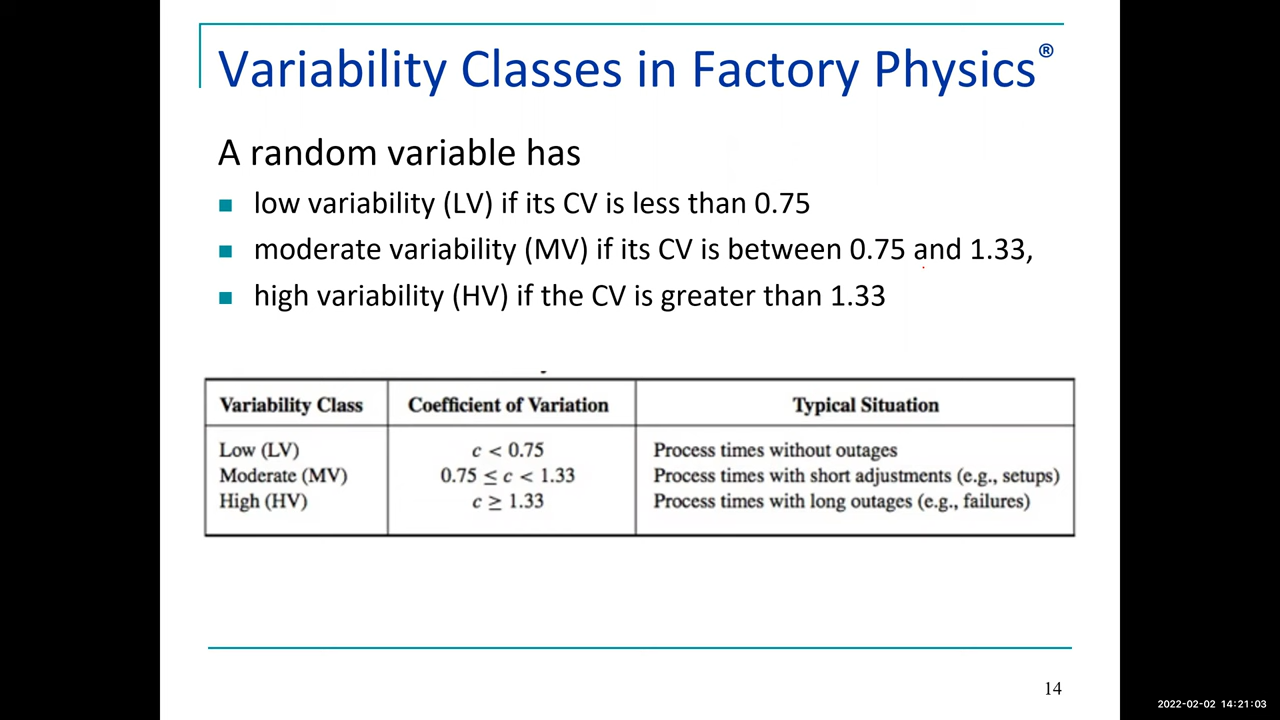 Variability Classes in Factory Physics®
A random variable has
low variability (LV) if its CV is less than 0.75
moderate variability (MV) if its CV is between 0.75 and 1.33,
high variability (HV) if the CV is greater than 1.33
Variability Class Coefficient of Variation Typical Situation
Low (LV) c < 0.75 Process times without outages
Moderate (MV) 0.75 ≤ c < 1.33 Process times with short adjustments (e.g., setups)
High (HV) c ≥ 1.33 Process times with long outages (e.g., failures)
14
2022-02-02 14:21:03